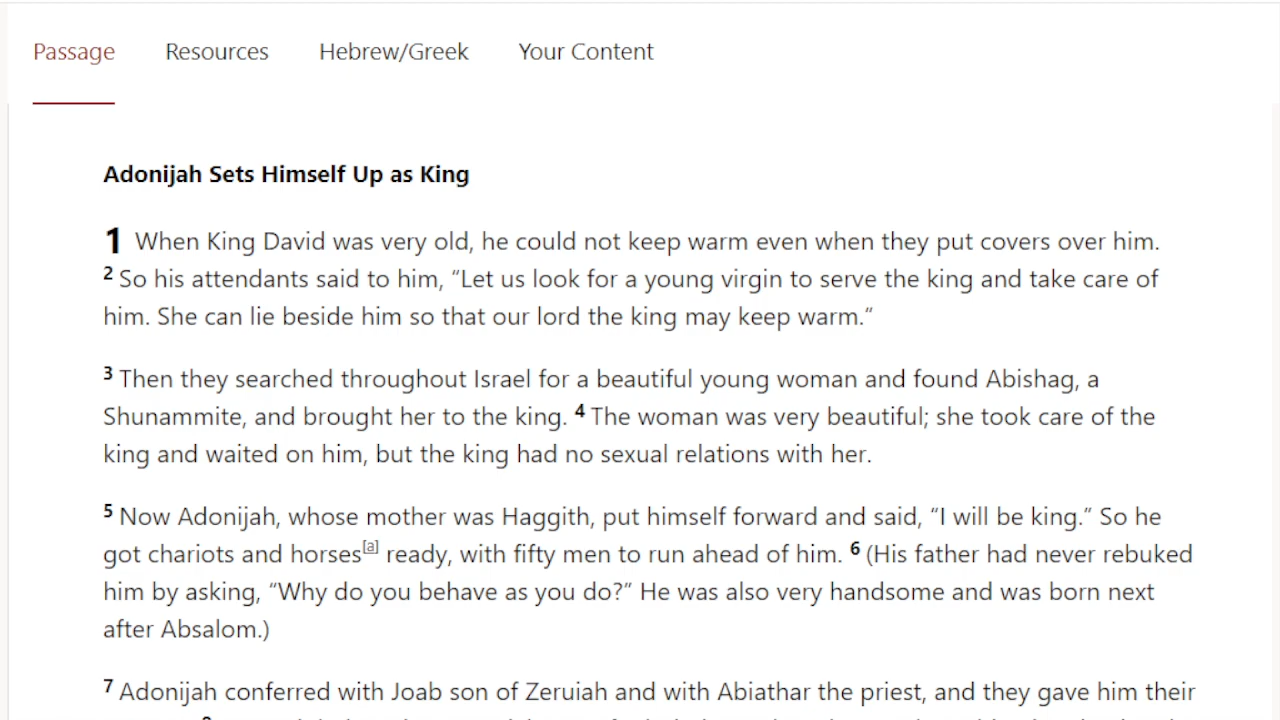 Passage Resources Hebrew/Greek Your Content
Adonijah Sets Himself Up as King
1 When King David was very old, he could not keep warm even when they put covers over him.
2 So his attendants said to him, “Let us look for a young virgin to serve the king and take care of
him. She can lie beside him so that our lord the king may keep warm.”
3 Then they searched throughout Israel for a beautiful young woman and found Abishag, a
Shunammite, and brought her to the king. 4 The woman was very beautiful; she took care of the
king and waited on him, but the king had no sexual relations with her.
5 Now Adonijah, whose mother was Haggith, put himself forward and said, “I will be king.” So he
got chariots and horses[a] ready, with fifty men to run ahead of him. 6 (His father had never rebuked
him by asking, “Why do you behave as you do?” He was also very handsome and was born next
after Absalom.)
7 Adonijah conferred with Joab son of Zeruiah and with Abiathar the priest, and they gave him their